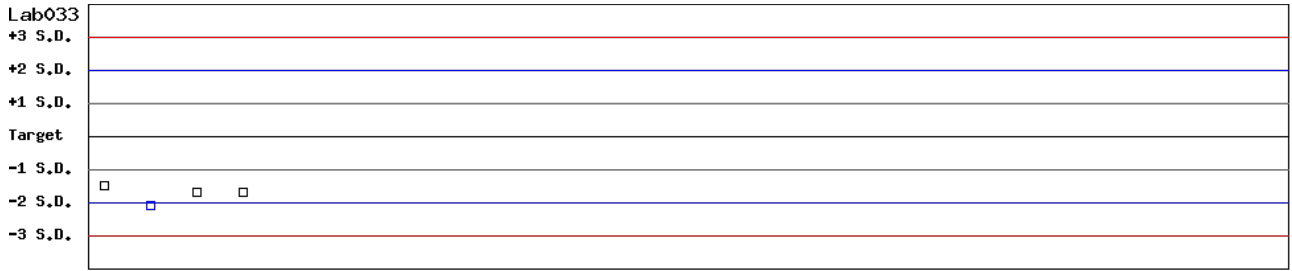 Lab033
+3 S.D.
+2 S.D.
+1 S.D.
Target
-1 S.D.
-2 S.D.
-3 S.D.